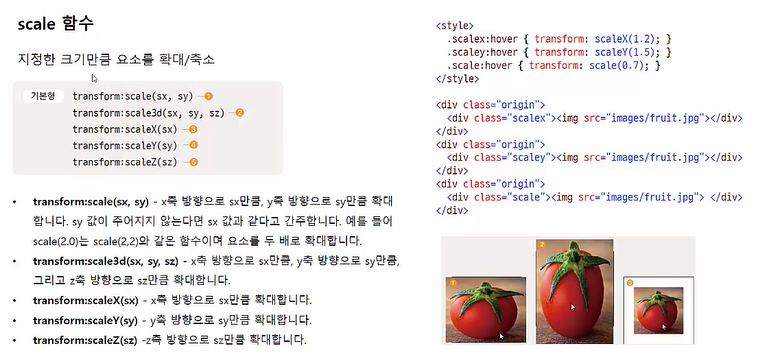 scale 함수
지정한 크기만큼 요소를 확대/축소
기본형
transform:scale(sx, sy) 1
transform:scale3d(sx, sy, sz) 2
transform:scaleX(sx) 3
transform:scaleY(sy) 4
transform:scaleZ(sz) 5
• transform:scale(sx, sy) - x축 방향으로 sx만큼, y축 방향으로 sy만큼 확대
합니다. sy 값이 주어지지 않는다면 sx 값과 같다고 간주합니다. 예를 들어
scale(2.0)는 scale(2,2)와 같은 함수이며 요소를 두 배로 확대합니다.
• transform:scale3d(sx, sy, sz) - x축 방향으로 sx만큼, y축 방향으로 sy만큼,
그리고 z축 방향으로 sz만큼 확대합니다.
• transform:scaleX(sx) - x축 방향으로 sx만큼 확대합니다.
• transform:scaleY(sy) - y축 방향으로 sy만큼 확대합니다.
• transform:scaleZ(sz) -z축 방향으로 sz만큼 확대합니다.
<style>
.scalex:hover { transform: scaleX(1.2); }
.scaley:hover { transform: scaleY(1.5); }
.scale:hover { transform: scale(0.7); }
</style>
<div class="origin">
<div class="scalex"><img src="images/fruit.jpg"></div>
</div>
<div class="origin">
<div class="scaley"><img src="images/fruit.jpg"></div>
</div>
<div class="origin">
<div class="scale"><img src="images/fruit.jpg"> </div>
</div>
1
2
3